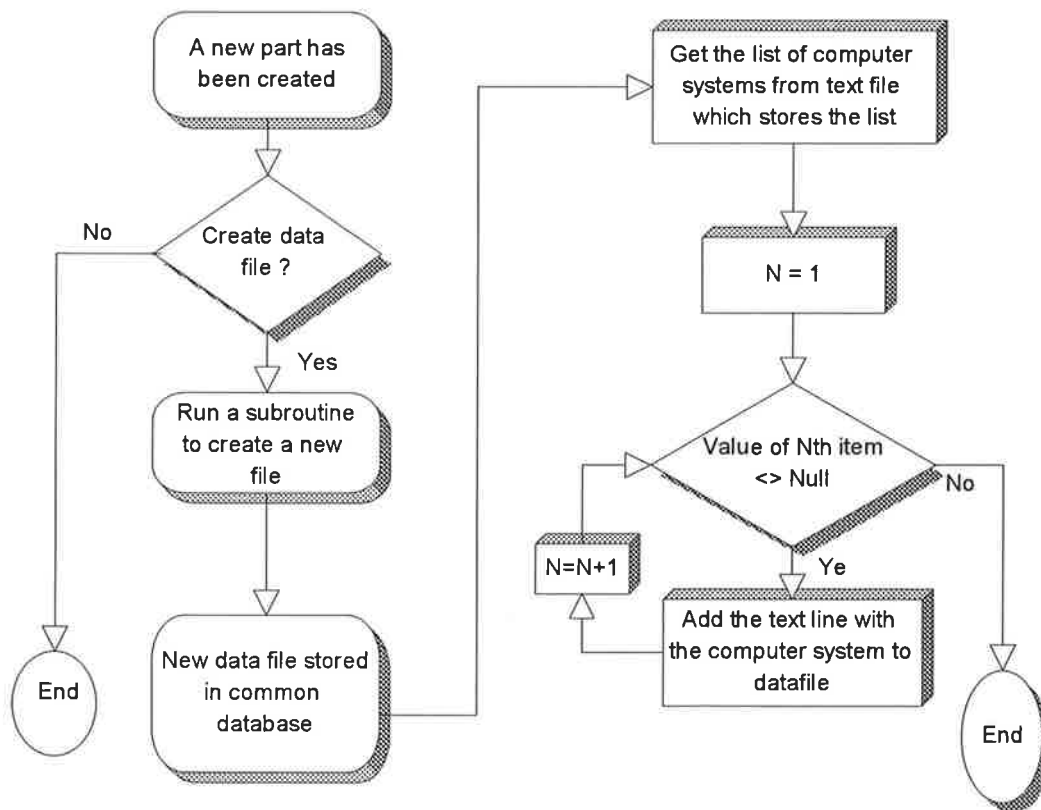 A new part has
been created
No
Create data
file ?
Yes
Run a subroutine
to create a new
file
New data file stored
in common
database
End
Get the list of computer
systems from text file
which stores the list
N = 1
Value of Nth item
<> Null
No
Ye
N=N+1
Add the text line with
the computer system to
datafile
End